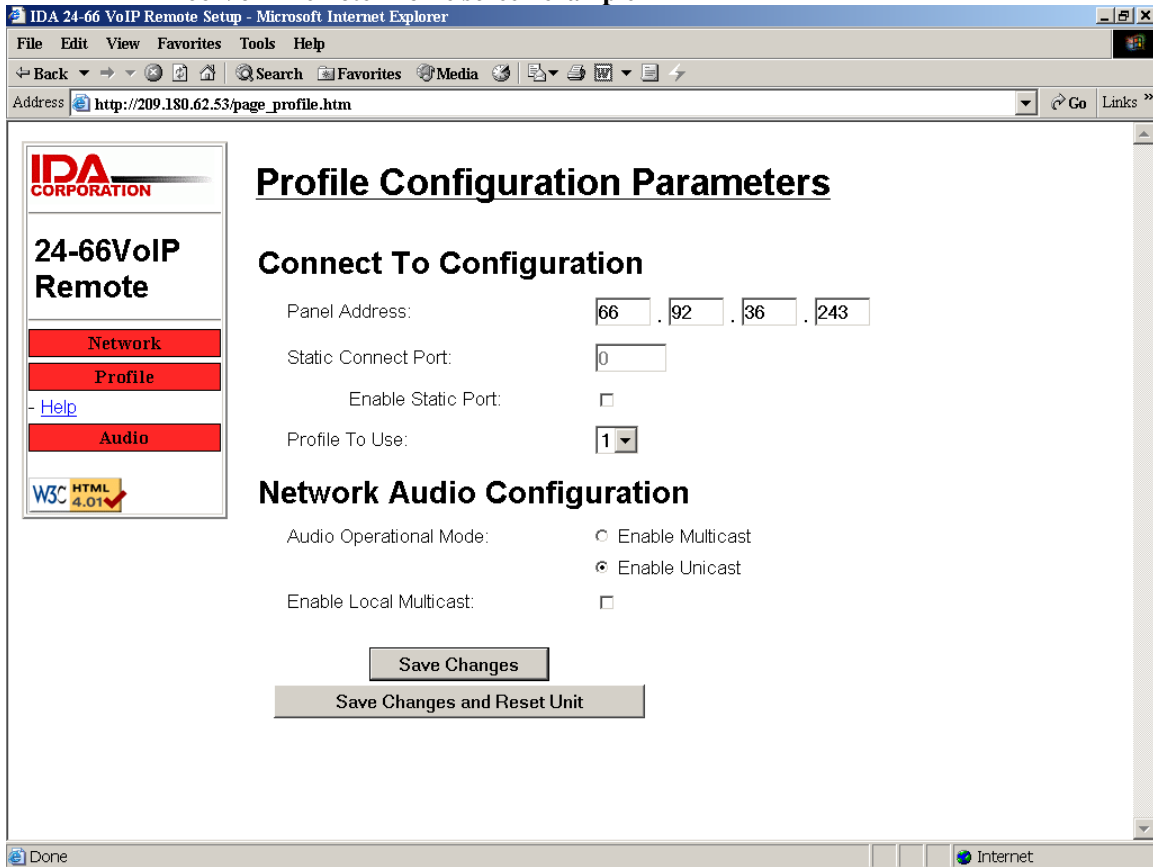 IDA 24-66 VoIP Remote Setup - Microsoft Internet Explorer
File Edit View Favorites Tools Help
Back Search Favorites Media
Address http://209.180.62.53/page_profile.htm Go Links »
IDA
CORPORATION
24-66VoIP
Remote
Network
Profile
- Help
Audio
W3C HTML
4.01
Profile Configuration Parameters
Connect To Configuration
Panel Address: 66 . 92 . 36 . 243
Static Connect Port: 0
Enable Static Port:
Profile To Use: 1
Network Audio Configuration
Audio Operational Mode: Enable Multicast
Enable Unicast
Enable Local Multicast:
Save Changes
Save Changes and Reset Unit
Done Internet